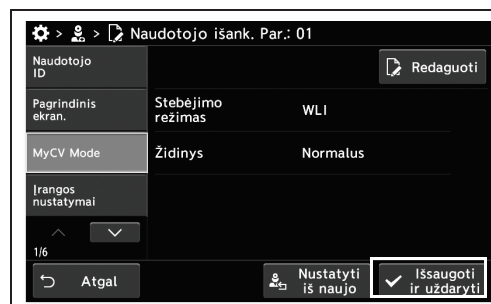 > > Naudotojo išank. Par.: 01
Naudotojo
ID
Redaguoti
Pagrindinis
ekran.
Stebėjimo
režimas
WLI
MyCV Mode
Židinys
Normalus
Įrangos
nustatymai
1/6
Atgal
Nustatyti
iš naujo
Išsaugoti
ir uždaryti